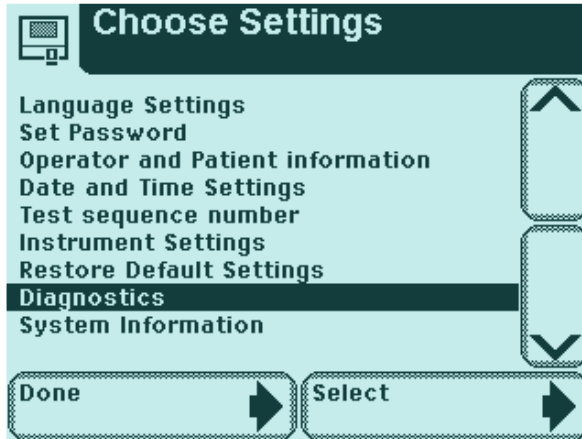 Choose Settings
Language Settings
Set Password
Operator and Patient information
Date and Time Settings
Test sequence number
Instrument Settings
Restore Default Settings
Diagnostics
System Information
Done
Select